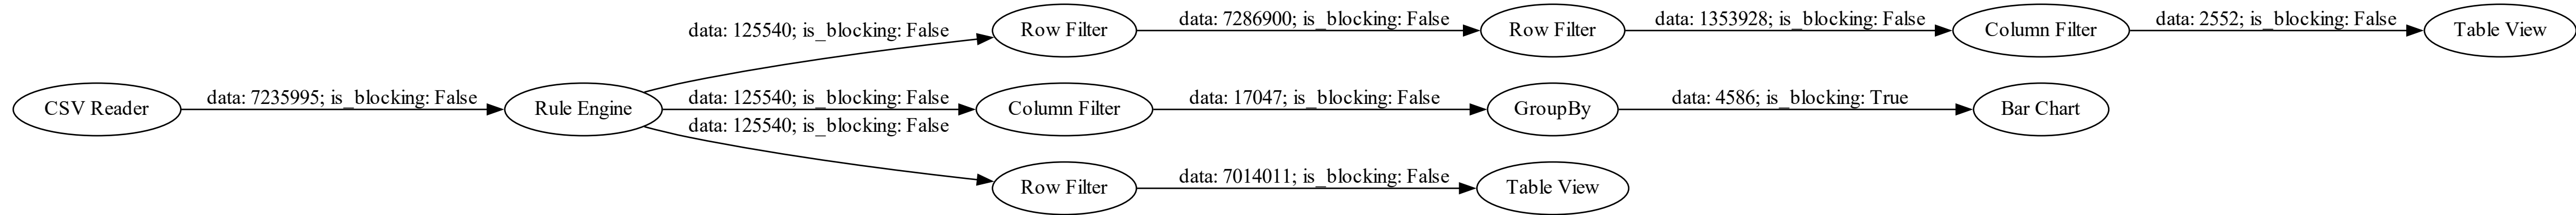 data: 125540; is_blocking: False
Row Filter
data: 7286900; is_blocking: False
Row Filter
data: 1353928; is_blocking: False
Column Filter
data: 2552; is_blocking: False
Table View
CSV Reader
data: 7235995; is_blocking: False
Rule Engine
data: 125540; is_blocking: False
Column Filter
data: 17047; is_blocking: False
GroupBy
data: 4586; is_blocking: True
Bar Chart
data: 125540; is_blocking: False
Row Filter
data: 7014011; is_blocking: False
Table View